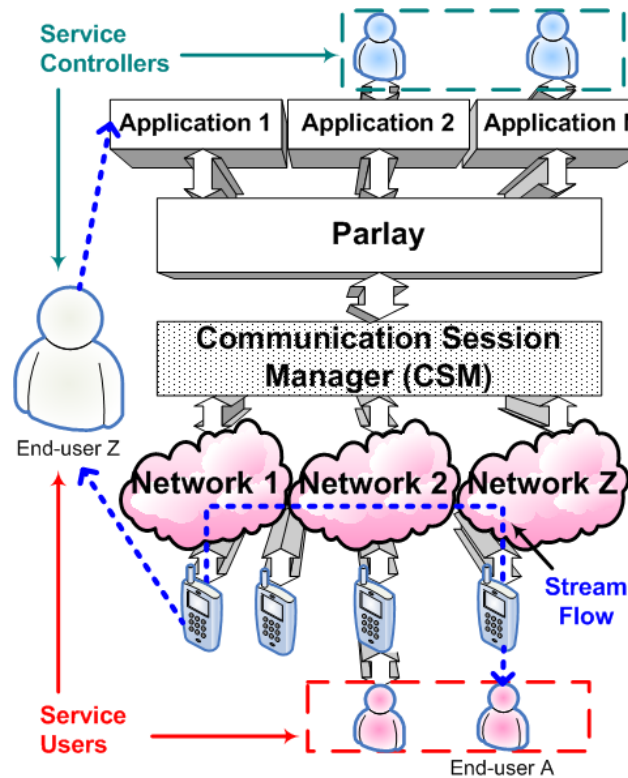 Service
Controllers
Application 1
Application 2
Application
Parlay
Communication Session
Manager (CSM)
End-user Z
Network 1
Network 2
Network Z
Stream
Flow
Service
Users
End-user A